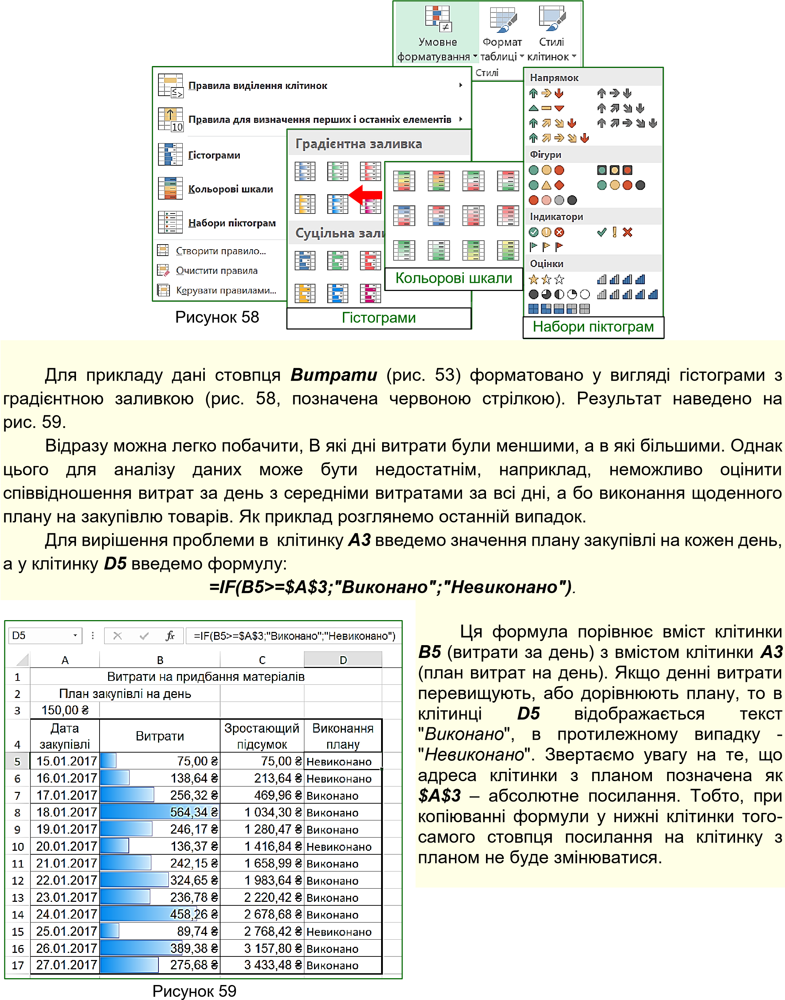 Умовне
форматування
Формат
таблиці
Стилі
клітинок
Стилі
Правила виділення клітинок
Правила для визначення перших і останніх елементів
10
Гістограми
Кольорові шкали
Набори піктограм
Створити правило...
Очистити правила
Керувати правилами...
Рисунок 58
Градієнтна заливка
Суцільна зали
Гістограми
Кольорові шкали
Напрямок
Фігури
Індикатори
Оцінки
Набори піктограм
Для прикладу дані стовпця Витрати (рис. 53) форматовано у вигляді гістограми з
градієнтною заливкою (рис. 58, позначена червоною стрілкою). Результат наведено на
рис. 59.
Відразу можна легко побачити, В які дні витрати були меншими, а в які більшими. Однак
цього для аналізу даних може бути недостатнім, наприклад, неможливо оцінити
співвідношення витрат за день з середніми витратами за всі дні, а бо виконання щоденного
плану на закупівлю товарів. Як приклад розглянемо останній випадок.
Для вирішення проблеми в клітинку A3 введемо значення плану закупівлі на кожен день,
а у клітинку D5 введемо формулу:
=IF(B5>=$A$3;"Виконано";"Невиконано").
D5 fx =IF(B5>=$A$3;"Виконано";"Невиконано")
A B C D
1 Витрати на придбання матеріалів
2 План закупівлі на день
3 150,00 ₴
4 Дата закупівлі Витрати Зростаючий підсумок Виконання плану
5 15.01.2017 75,00 ₴ 75,00 ₴ Невиконано
6 16.01.2017 138,64 ₴ 213,64 ₴ Невиконано
7 17.01.2017 256,32 ₴ 469,96 ₴ Виконано
8 18.01.2017 564,34 ₴ 1 034,30 ₴ Виконано
9 19.01.2017 246,17 ₴ 1 280,47 ₴ Виконано
10 20.01.2017 136,37 ₴ 1 416,84 ₴ Невиконано
11 21.01.2017 242,15 ₴ 1 658,99 ₴ Виконано
12 22.01.2017 324,65 ₴ 1 983,64 ₴ Виконано
13 23.01.2017 236,78 ₴ 2 220,42 ₴ Виконано
14 24.01.2017 458,26 ₴ 2 678,68 ₴ Виконано
15 25.01.2017 89,74 ₴ 2 768,42 ₴ Невиконано
16 26.01.2017 389,38 ₴ 3 157,80 ₴ Виконано
17 27.01.2017 275,68 ₴ 3 433,48 ₴ Виконано
Рисунок 59
Ця формула порівнює вміст клітинки
B5 (витрати за день) з вмістом клітинки A3
(план витрат на день). Якщо денні витрати
перевищують, або дорівнюють плану, то в
клітинці D5 відображається текст
"Виконано", в протилежному випадку -
"Невиконано". Звертаємо увагу на те, що
адреса клітинки з планом позначена як
$A$3 – абсолютне посилання. Тобто, при
копіюванні формули у нижні клітинки того-
самого стовпця посилання на клітинку з
планом не буде змінюватися.